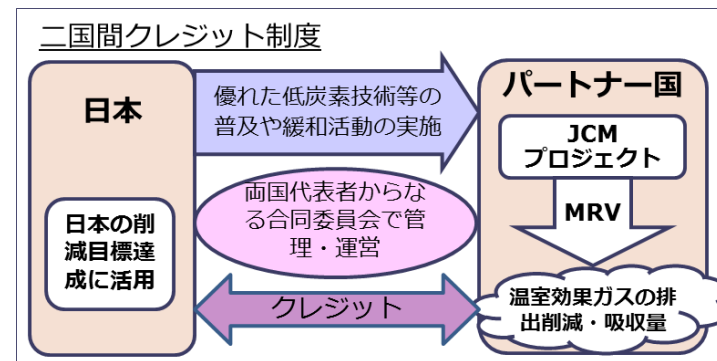 二国間クレジット制度
日本
優れた低炭素技術等の
普及や緩和活動の実施
パートナー国
JCM
プロジェクト
両国代表者からな
る合同委員会で管
理・運営
MRV
日本の削
減目標達
成に活用
クレジット
温室効果ガスの排
出削減・吸収量